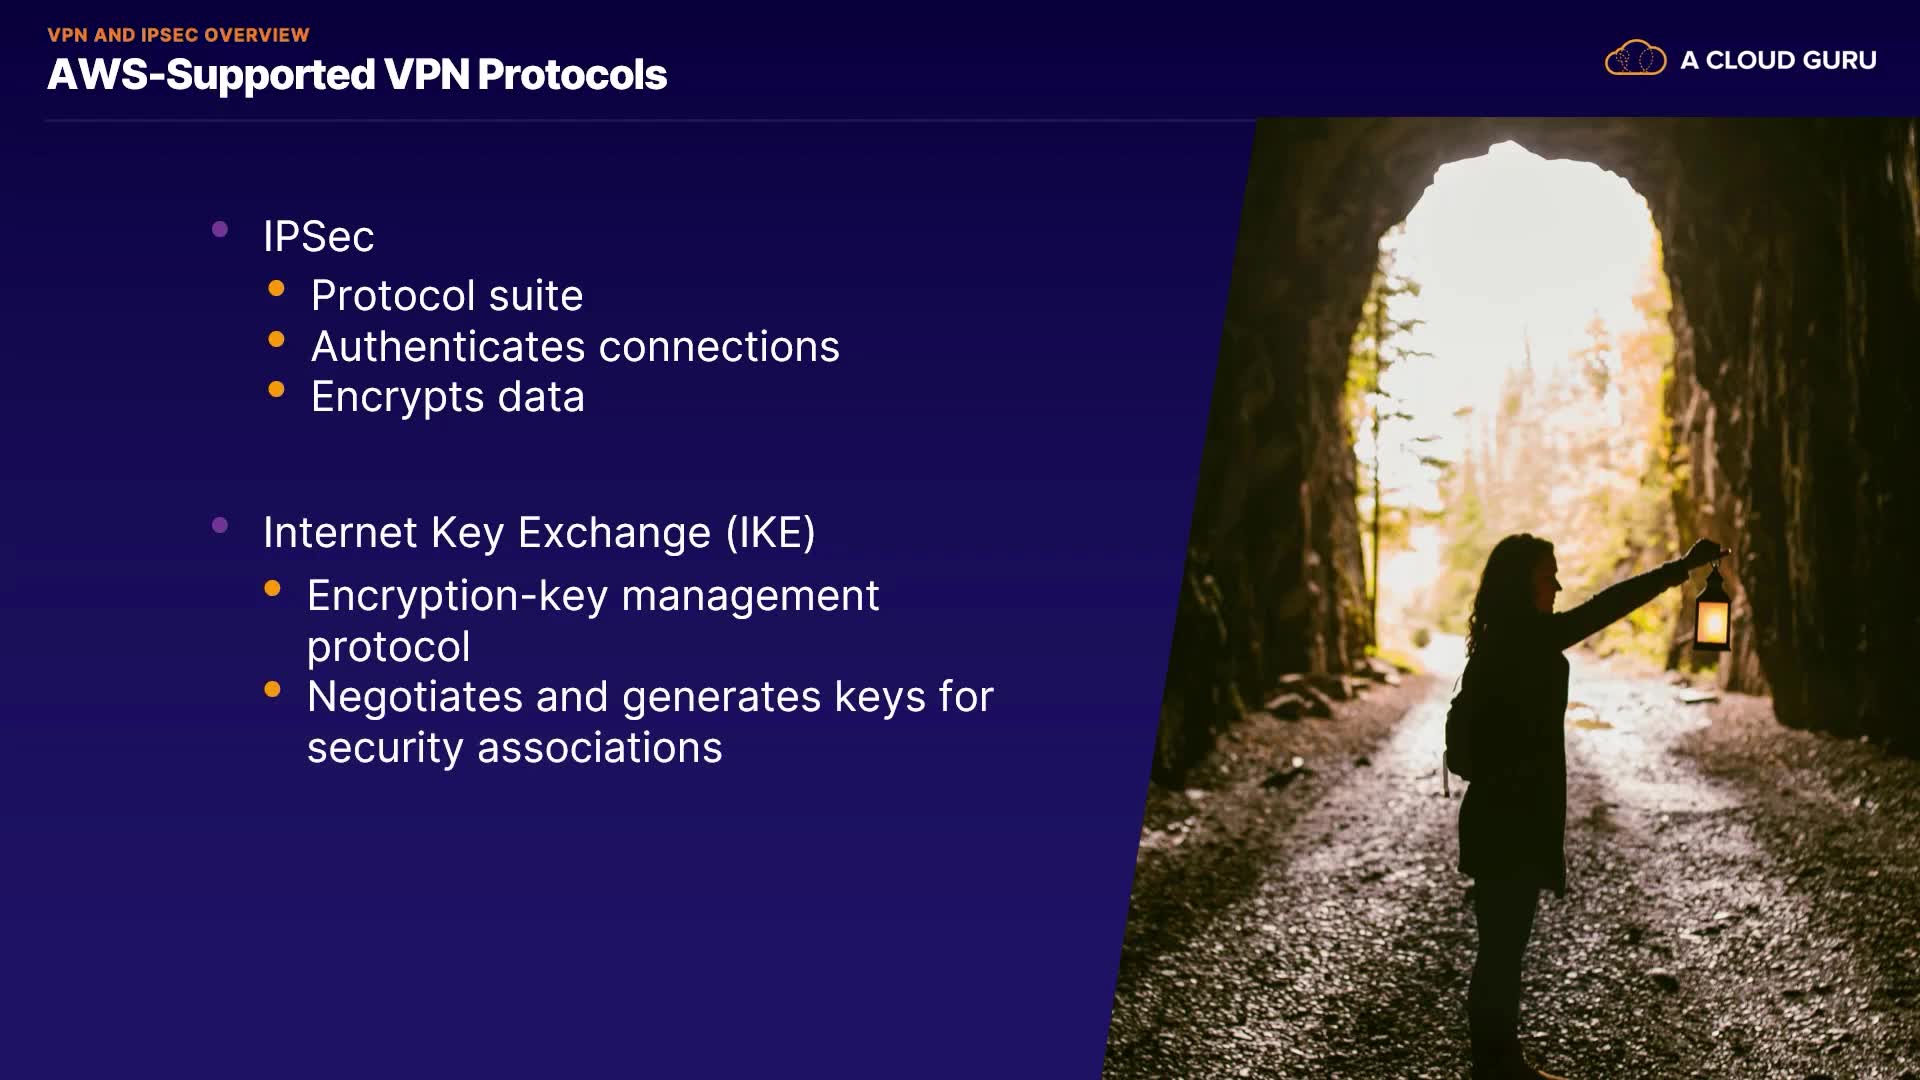 VPN AND IPSEC OVERVIEW
AWS-Supported VPN Protocols
A CLOUD GURU
IPSec
Protocol suite
Authenticates connections
Encrypts data
Internet Key Exchange (IKE)
Encryption-key management
protocol
Negotiates and generates keys for
security associations